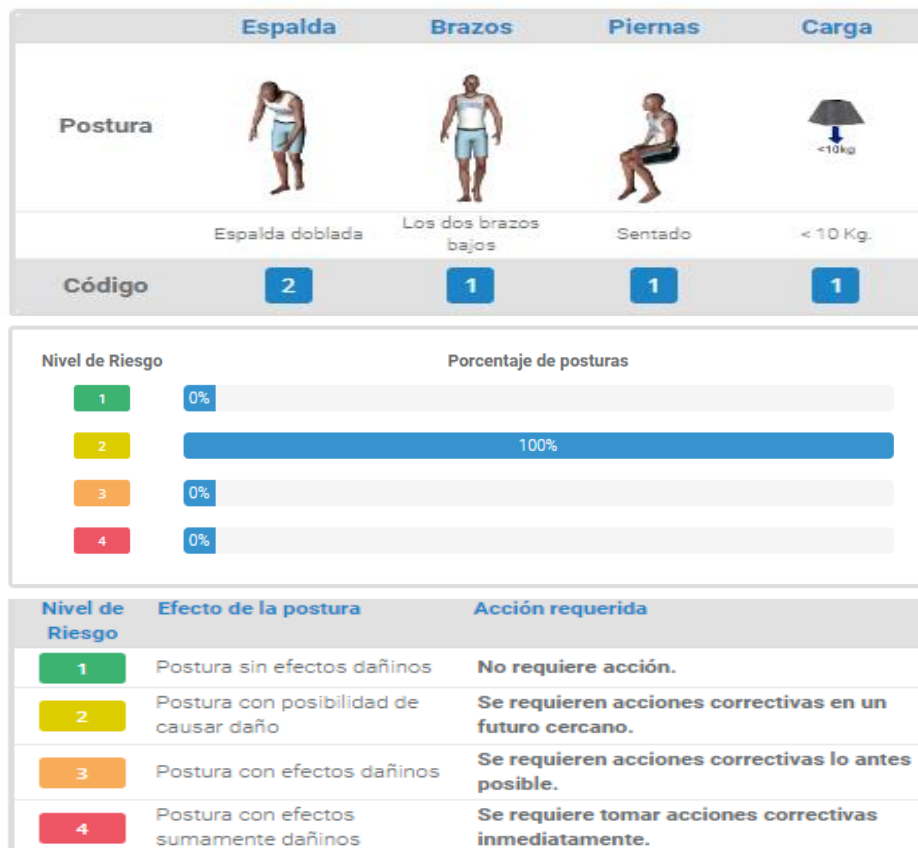 Espalda Brazos Piernas Carga
Postura
<10kg
Espalda doblada Los dos brazos bajos Sentado < 10 Kg.
Código 2 1 1 1
Nivel de Riesgo Porcentaje de posturas
1 0%
2 100%
3 0%
4 0%
Nivel de Riesgo Efecto de la postura Acción requerida
1 Postura sin efectos dañinos No requiere acción.
2 Postura con posibilidad de causar daño Se requieren acciones correctivas en un futuro cercano.
3 Postura con efectos dañinos Se requieren acciones correctivas lo antes posible.
4 Postura con efectos sumamente dañinos Se requiere tomar acciones correctivas inmediatamente.